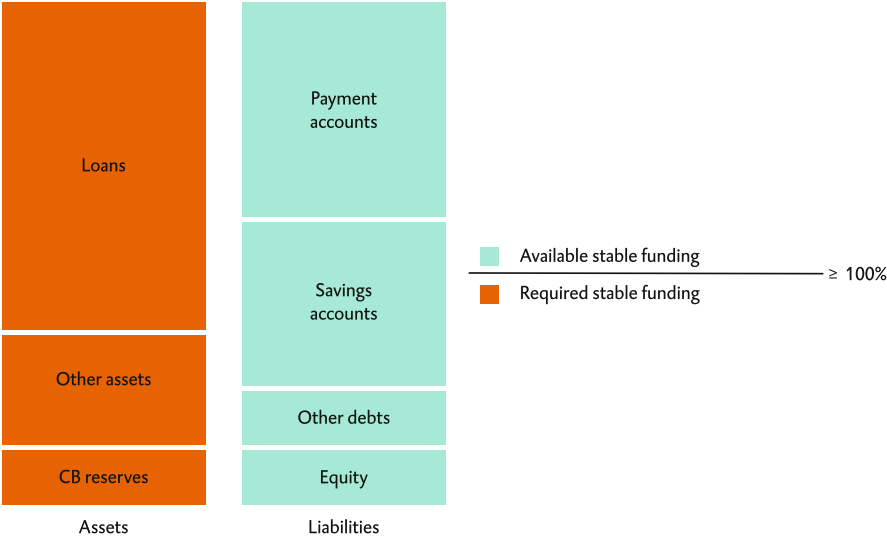 Loans
Other assets
CB reserves
Assets
Payment
accounts
Savings
accounts
Other debts
Equity
Liabilities
Available stable funding
Required stable funding
≥ 100%